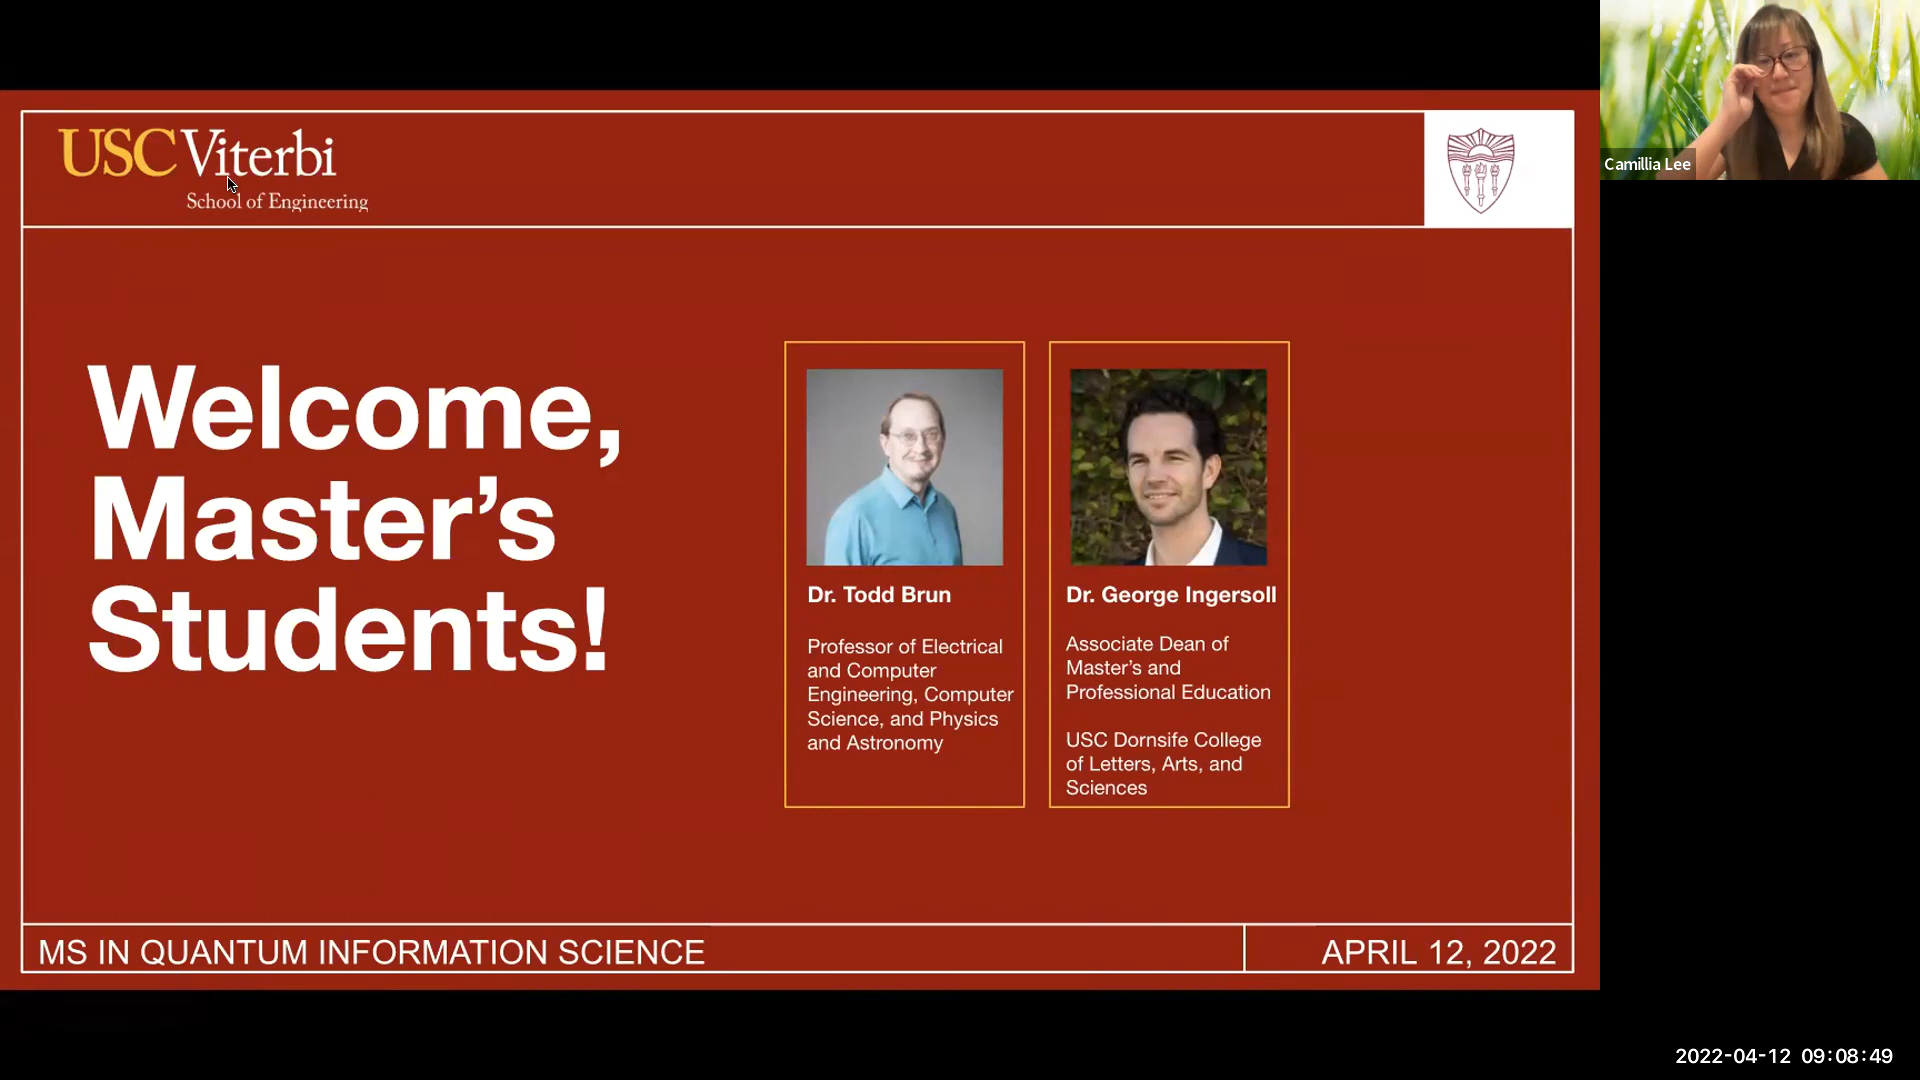 USC Viterbi
School of Engineering
Camillia Lee
Welcome,
Master's
Students!
Dr. Todd Brun
Professor of Electrical
and Computer
Engineering, Computer
Science, and Physics
and Astronomy
Dr. George Ingersoll
Associate Dean of
Master's and
Professional Education
USC Dornsife College
of Letters, Arts, and
Sciences
MS IN QUANTUM INFORMATION SCIENCE
APRIL 12, 2022
2022-04-12 09:08:49